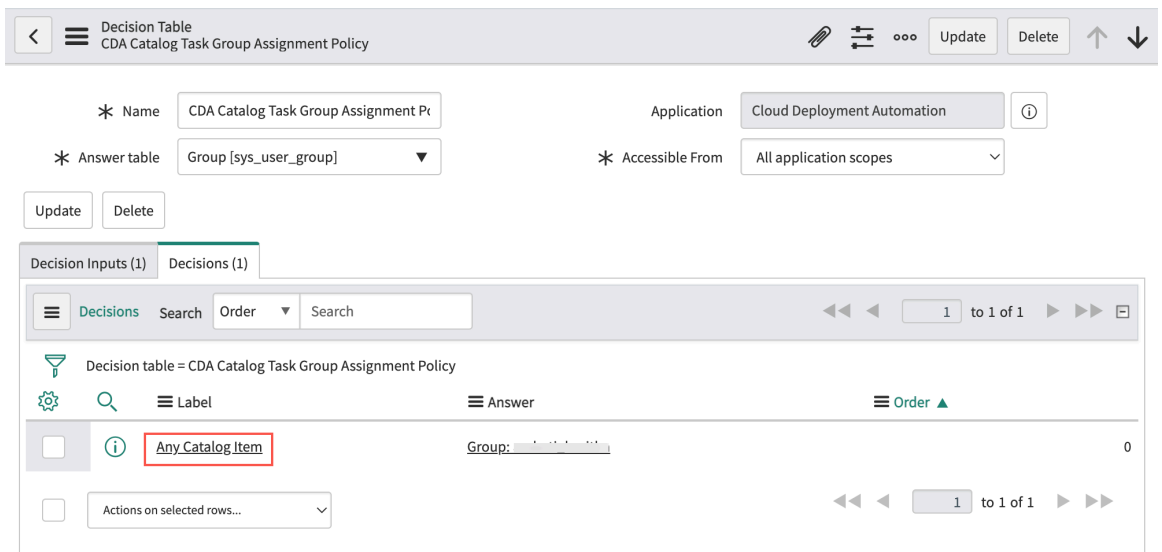 Decision Table
CDA Catalog Task Group Assignment Policy
Update
Delete
Name
CDA Catalog Task Group Assignment Po
Application
Cloud Deployment Automation
Answer table
Group [sys_user_group]
Accessible From
All application scopes
Update
Delete
Decision Inputs (1)
Decisions (1)
Decisions
Search
Order
Search
1 to 1 of 1
Decision table = CDA Catalog Task Group Assignment Policy
Label
Answer
Order
Any Catalog Item
Group:
0
Actions on selected rows...
1 to 1 of 1